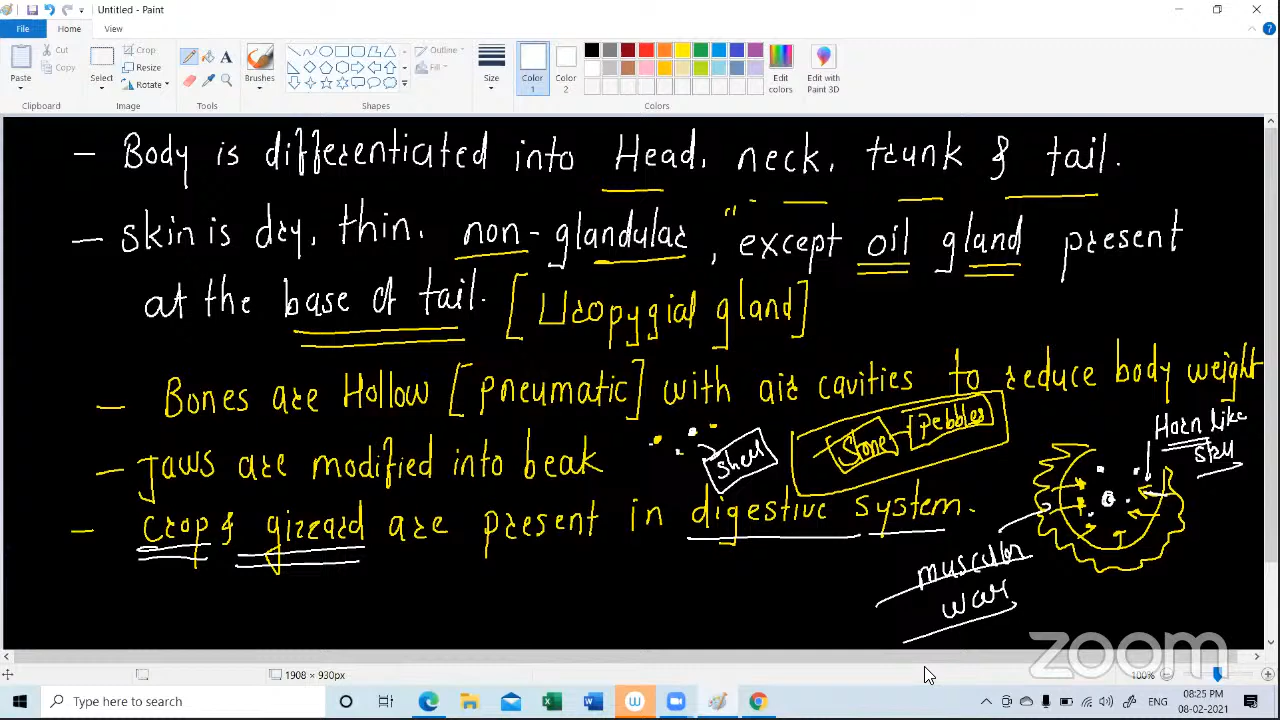 Untitled - Paint
File Home View
Paste Cut Copy Select Crop Resize Rotate Brushes Outline Fill Size Color 1 Color 2 Edit colors Edit with Paint 3D
Clipboard Image Tools Shapes Colors
- Body is differenticated into Head, neck, trunk & tail.
- Skin is dry, thin, non-glandular, "except oil gland present
at the base of tail. [Uropygial gland]
- Bones are Hollow [pneumatic] with air cavities to reduce body weight
- Jaws are modified into beak
Shell
Stone
Pebbles
Horn like
- Crop & gizzard are present in digestive system.
muscular
zoom
1908 × 930px
100%
Type here to search
ENG
08:25 PM
08-02-2021